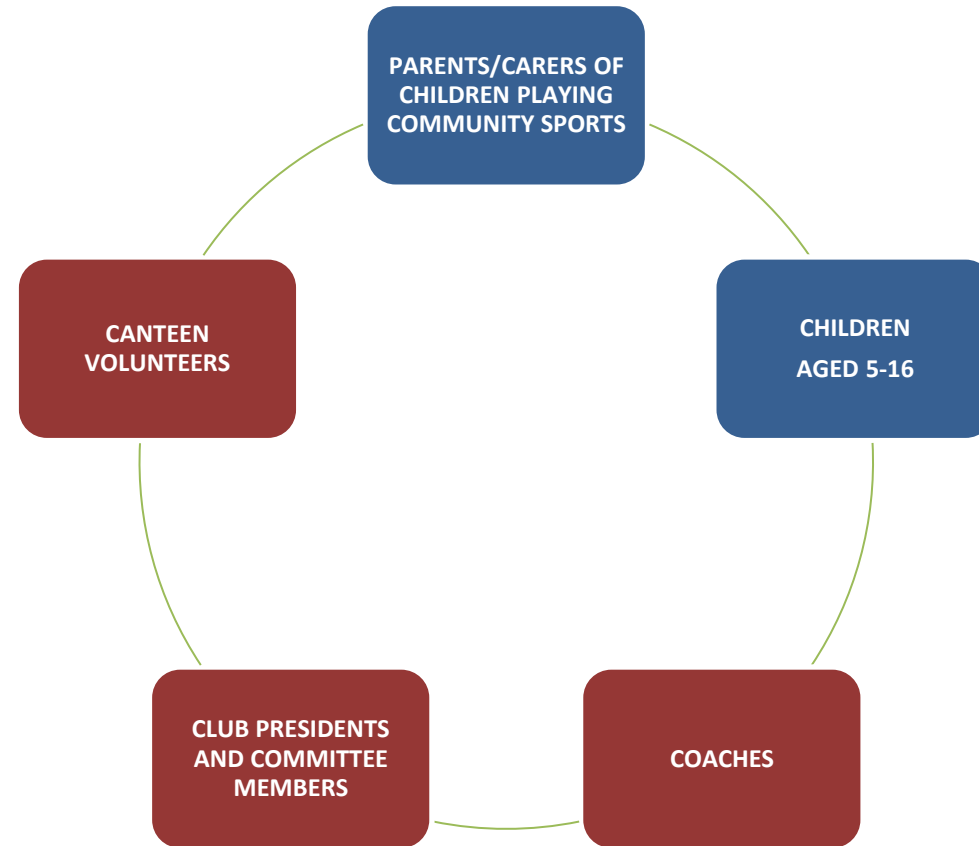 PARENTS/CARERS OF
CHILDREN PLAYING
COMMUNITY SPORTS
CHILDREN
AGED 5-16
COACHES
CLUB PRESIDENTS
AND COMMITTEE
MEMBERS
CANTEEN
VOLUNTEERS